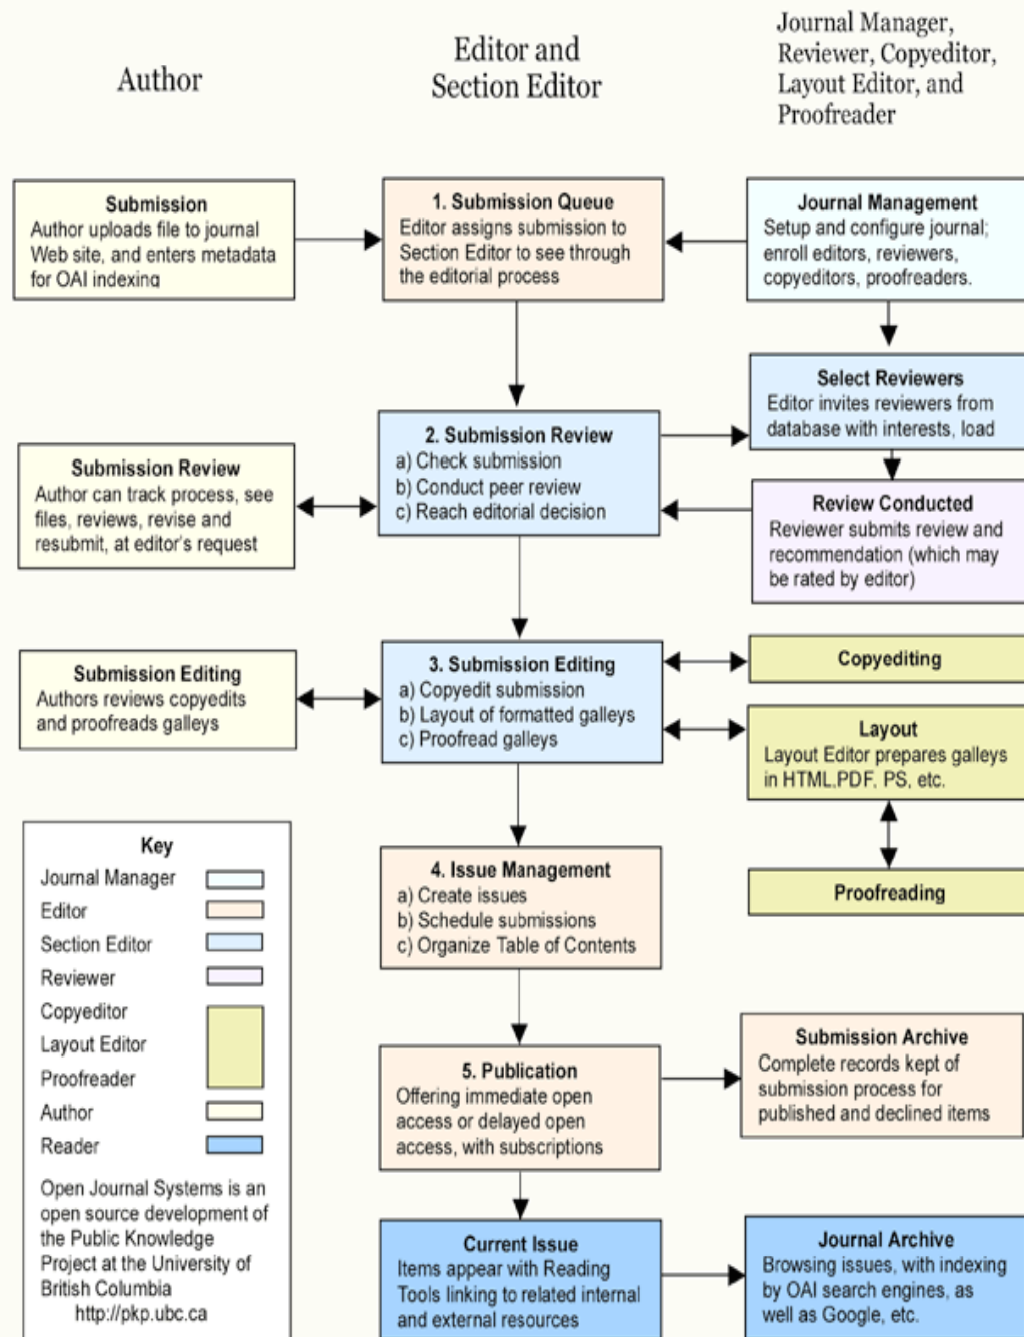 Author
Editor and
Section Editor
Journal Manager,
Reviewer, Copyeditor,
Layout Editor, and
Proofreader
Submission
Author uploads file to journal
Web site, and enters metadata
for OAI indexing
1. Submission Queue
Editor assigns submission to
Section Editor to see through
the editorial process
Journal Management
Setup and configure journal;
enroll editors, reviewers,
copyeditors, proofreaders.
Select Reviewers
Editor invites reviewers from
database with interests, load
Submission Review
Author can track process, see
files, reviews, revise and
resubmit, at editor's request
2. Submission Review
a) Check submission
b) Conduct peer review
c) Reach editorial decision
Review Conducted
Reviewer submits review and
recommendation (which may
be rated by editor)
Submission Editing
Authors reviews copyedits
and proofreads galleys
3. Submission Editing
a) Copyedit submission
b) Layout of formatted galleys
c) Proofread galleys
Copyediting
Layout
Layout Editor prepares galleys
in HTML,PDF, PS, etc.
Proofreading
Key
Journal Manager
Editor
Section Editor
Reviewer
Copyeditor
Layout Editor
Proofreader
Author
Reader
Open Journal Systems is an
open source development of
the Public Knowledge
Project at the University of
British Columbia
http://pkp.ubc.ca
4. Issue Management
a) Create issues
b) Schedule submissions
c) Organize Table of Contents
5. Publication
Offering immediate open
access or delayed open
access, with subscriptions
Submission Archive
Complete records kept of
submission process for
published and declined items
Current Issue
Items appear with Reading
Tools linking to related internal
and external resources
Journal Archive
Browsing issues, with indexing
by OAI search engines, as
well as Google, etc.